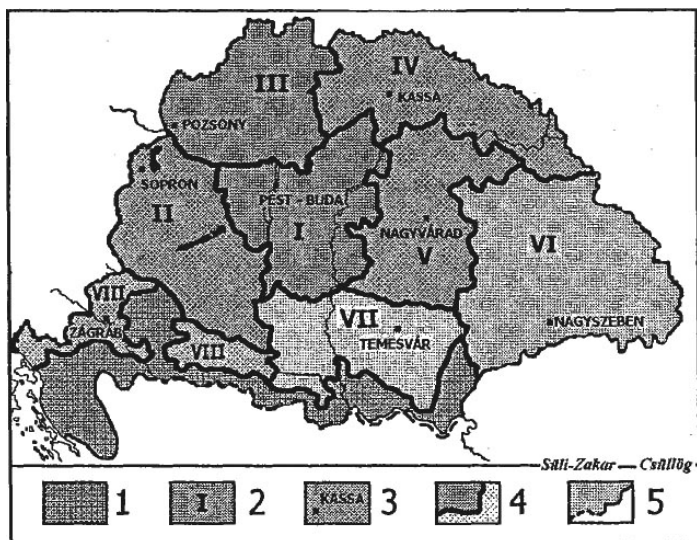 III
IV
KASSA
POZSONY
SOPRON
II
PEST - BUDA
I
NAGYVÁRAD
V
VI
VIII
ZÁGRÁB
VIII
VII
TEMESVÁR
NAGYSZEBEN
Süli-Zakar — Csüllög
1 I 2 KASSA 3 4 5